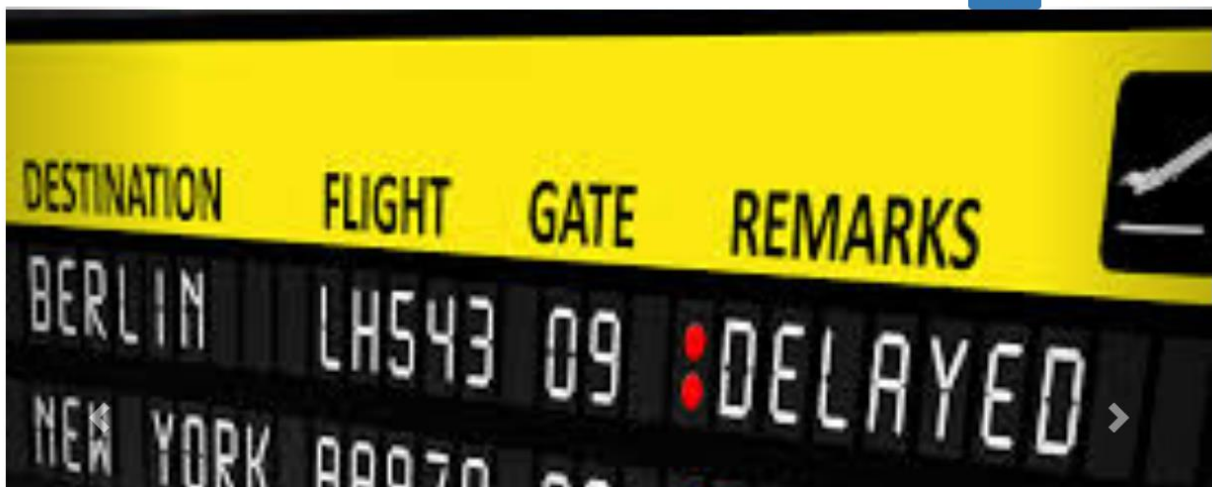 DESTINATION FLIGHT GATE REMARKS
BERLIN LH543 09 :DELAYED
NEW YORK